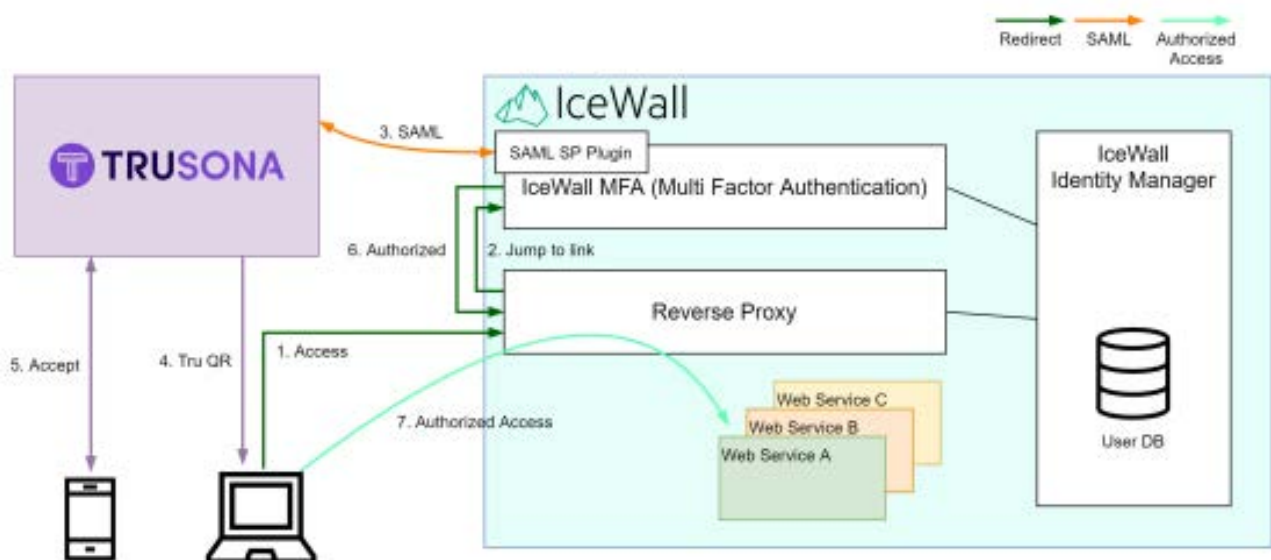 Redirect
SAML
Authorized
Access
IceWall
TRUSONA
3. SAML
SAML SP Plugin
IceWall MFA (Multi Factor Authentication)
IceWall
Identity Manager
6. Authorized
2. Jump to link
Reverse Proxy
1. Access
5. Accept
4. Tru QR
7. Authorized Access
Web Service C
Web Service B
Web Service A
User DB